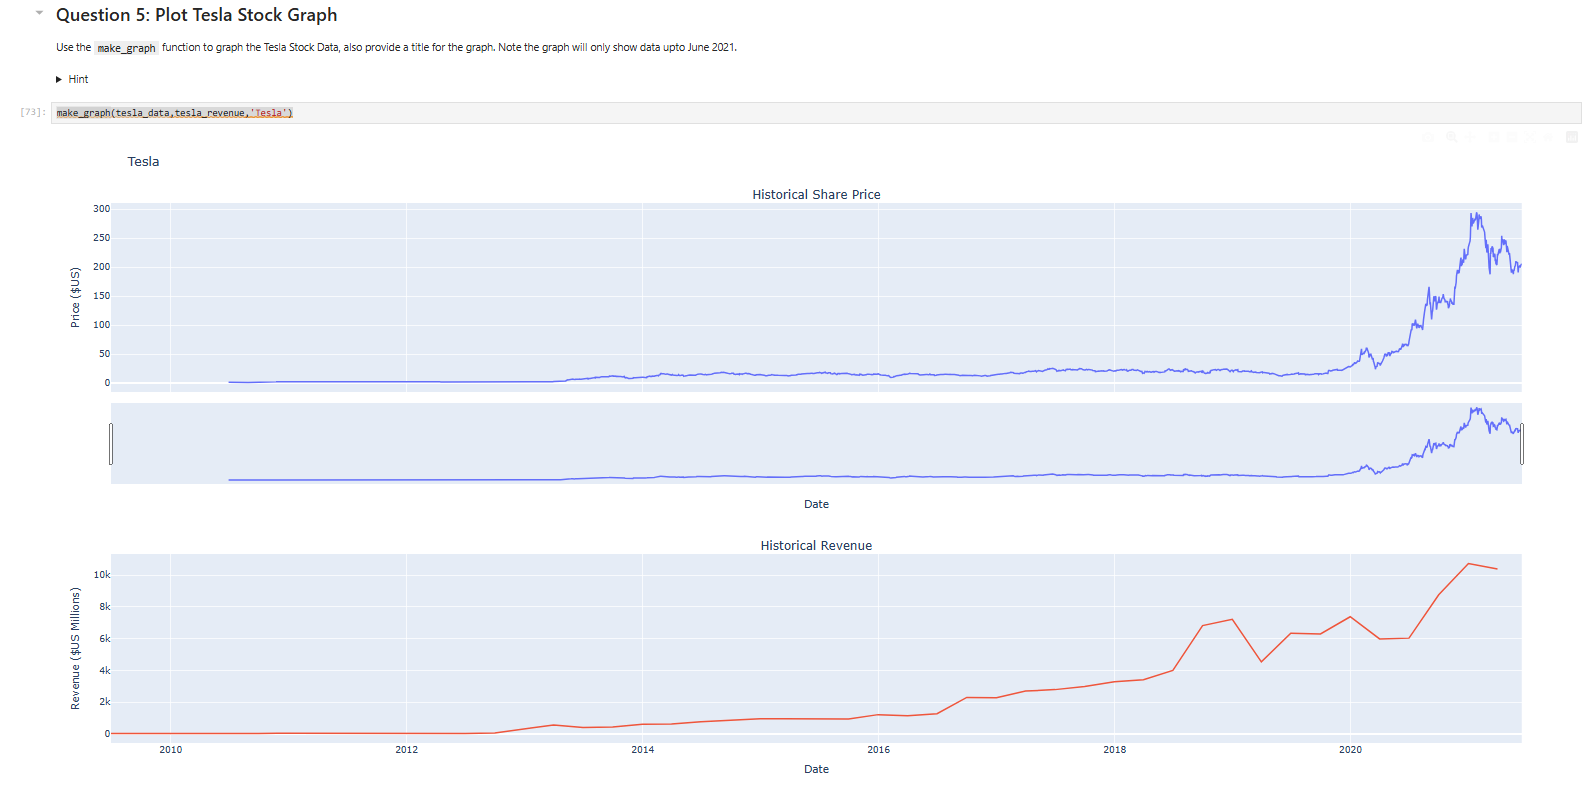 Question 5: Plot Tesla Stock Graph
Use the make_graph function to graph the Tesla Stock Data, also provide a title for the graph. Note the graph will only show data upto June 2021.
Hint
[73]: make_graph(tesla_data,tesla_revenue,'Tesla')
Tesla
Historical Share Price
300
250
200
150
100
50
0
Price ($US)
Date
Historical Revenue
10k
8k
6k
4k
2k
0
Revenue ($US Millions)
2010 2012 2014 2016 2018 2020
Date